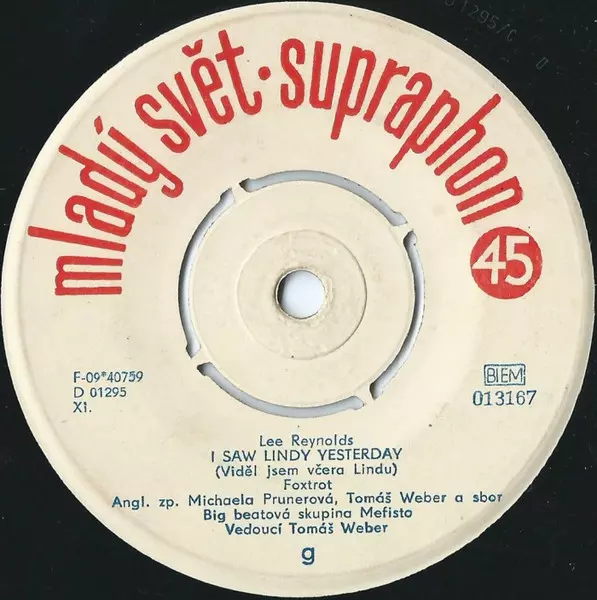 mladý svět · supraphon
45
F-09*40759
D 01295
XI.
BIEM
013167
Lee Reynolds
I SAW LINDY YESTERDAY
(Viděl jsem včera Lindu)
Foxtrot
Angl. zp. Michaela Prunerová, Tomáš Weber a sbor
Big beatová skupina Mefisto
Vedoucí Tomáš Weber
g